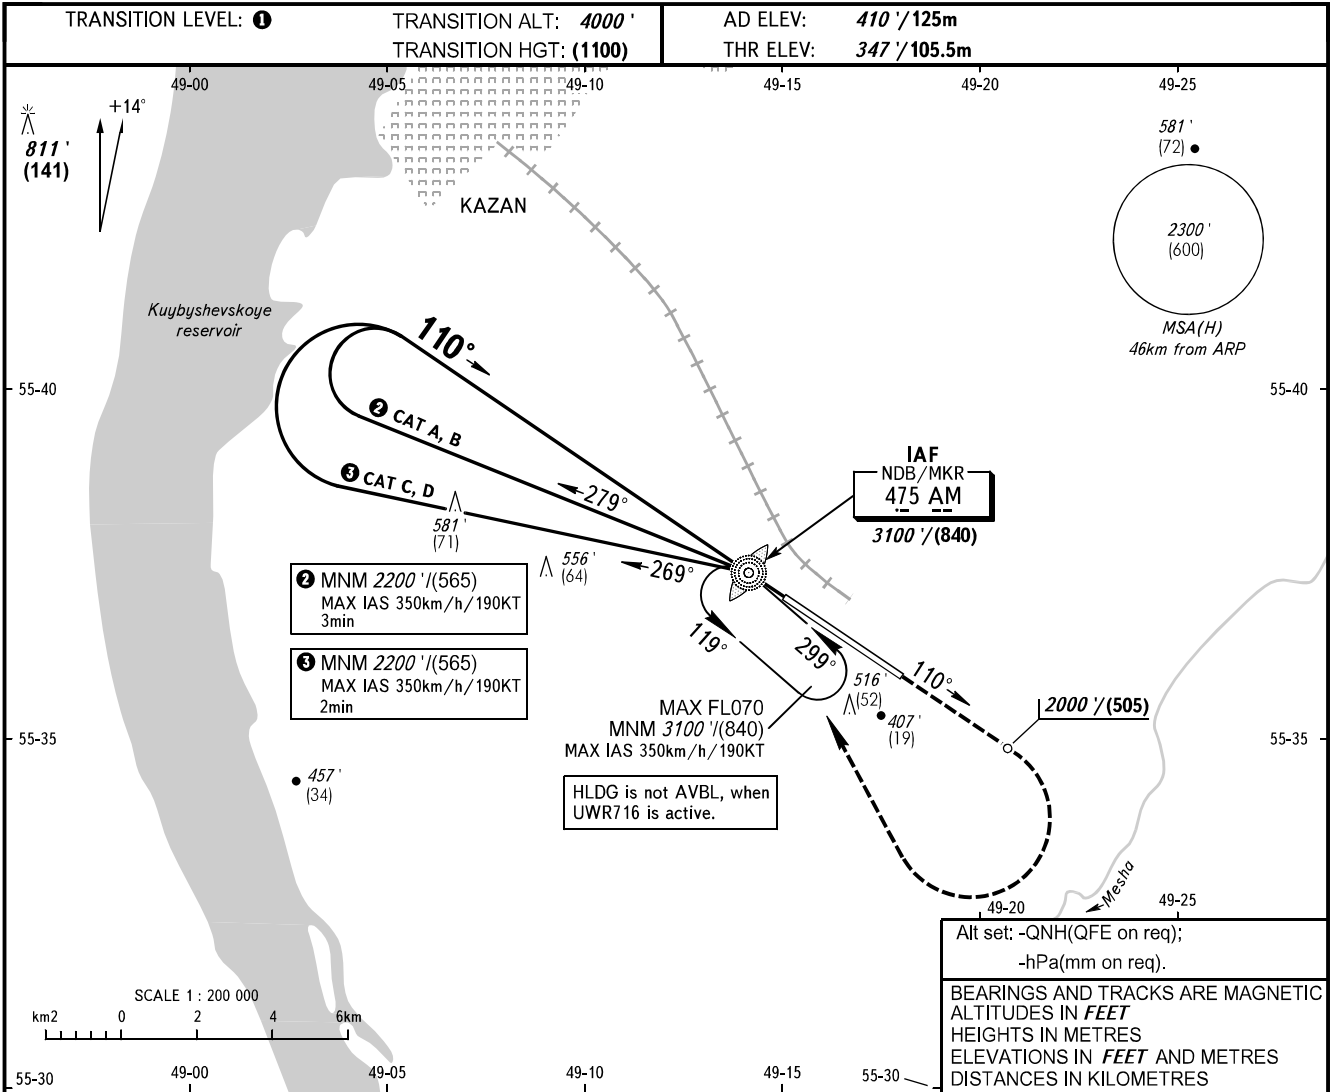 TRANSITION LEVEL: ❶
TRANSITION ALT: 4000 '
TRANSITION HGT: (1100)
AD ELEV: 410 '/125m
THR ELEV: 347 '/105.5m
49-00 49-05 49-10 49-15 49-20 49-25
+14°
811 '
(141)
KAZAN
581 '
(72)
2300 '
(600)
MSA(H)
46km from ARP
Kuybyshevskoye
reservoir
110°
55-40 55-40
❷ CAT A, B
❸ CAT C, D
279°
269°
581 '
(71)
556 '
(64)
IAF
NDB/MKR
475 AM
3100 '/(840)
❷ MNM 2200 '/(565)
MAX IAS 350km/h/190KT
3min
❸ MNM 2200 '/(565)
MAX IAS 350km/h/190KT
2min
119°
299°
110°
516 '
(52)
407 '
(19)
2000 '/(505)
MAX FL070
MNM 3100 '/(840)
MAX IAS 350km/h/190KT
55-35 55-35
HLDG is not AVBL, when
UWR716 is active.
457 '
(34)
Mesha
49-20 49-25
Alt set: -QNH(QFE on req);
-hPa(mm on req).
BEARINGS AND TRACKS ARE MAGNETIC
ALTITUDES IN FEET
HEIGHTS IN METRES
ELEVATIONS IN FEET AND METRES
DISTANCES IN KILOMETRES
SCALE 1 : 200 000
km2 0 2 4 6km
55-30 49-00 49-05 49-10 49-15 55-30